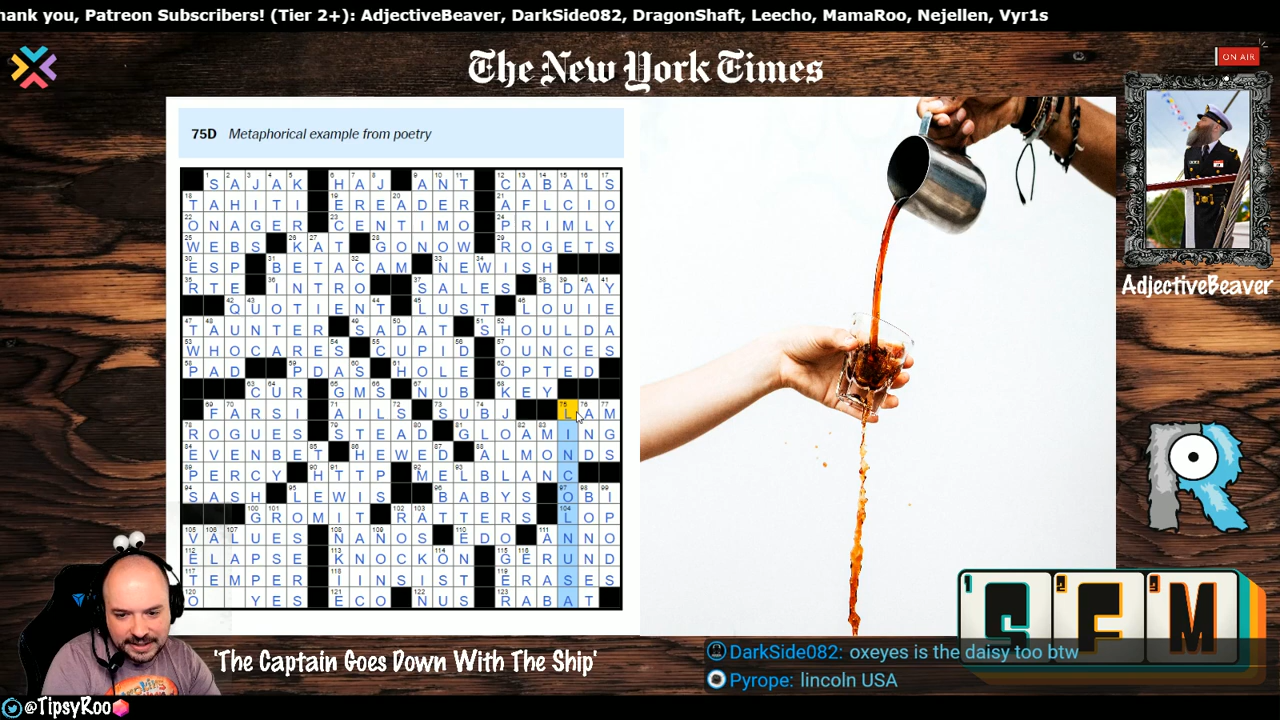 hank you, Patreon Subscribers! (Tier 2+): AdjectiveBeaver, DarkSide082, DragonShaft, Leecho, MamaRoo, Nejellen, Vyr1s
The New York Times
ON AIR
75D Metaphorical example from poetry
SAJAK HAJ ANT CABALS
TAHITI EREADER AFLCIO
ONAGER CENTIMO PRIMLY
WEBS KAT GONOW ROGETS
ESP BETACAM NEWISH
RTE INTRO SALES BDAY
QUOTIENT LUST LOUIE
TAUNTER SADAT SHOULDA
WHOCARES CUPID OUNCES
PAD PDAS HOLE OPTED
CUR GMS NUB KEY
FARSI AILS SUBJ LAM
ROGUES STEAD GLOAMING
EVENBET HEWED ALMONDS
PERCY HTTP MELBLANC
SASH LEWIS BABYS OBI
GROMIT RATTERS LOP
VALUES NANOS EDO ANNO
ELAPSE KNOCKON GERUND
TEMPER IINSIST ERASES
O YES ECO NUS RABAT
AdjectiveBeaver
R
1 S 2 F 3 M
'The Captain Goes Down With The Ship'
DarkSide082: oxeyes is the daisy too btw
Pyrope: lincoln USA
@TipsyRoo